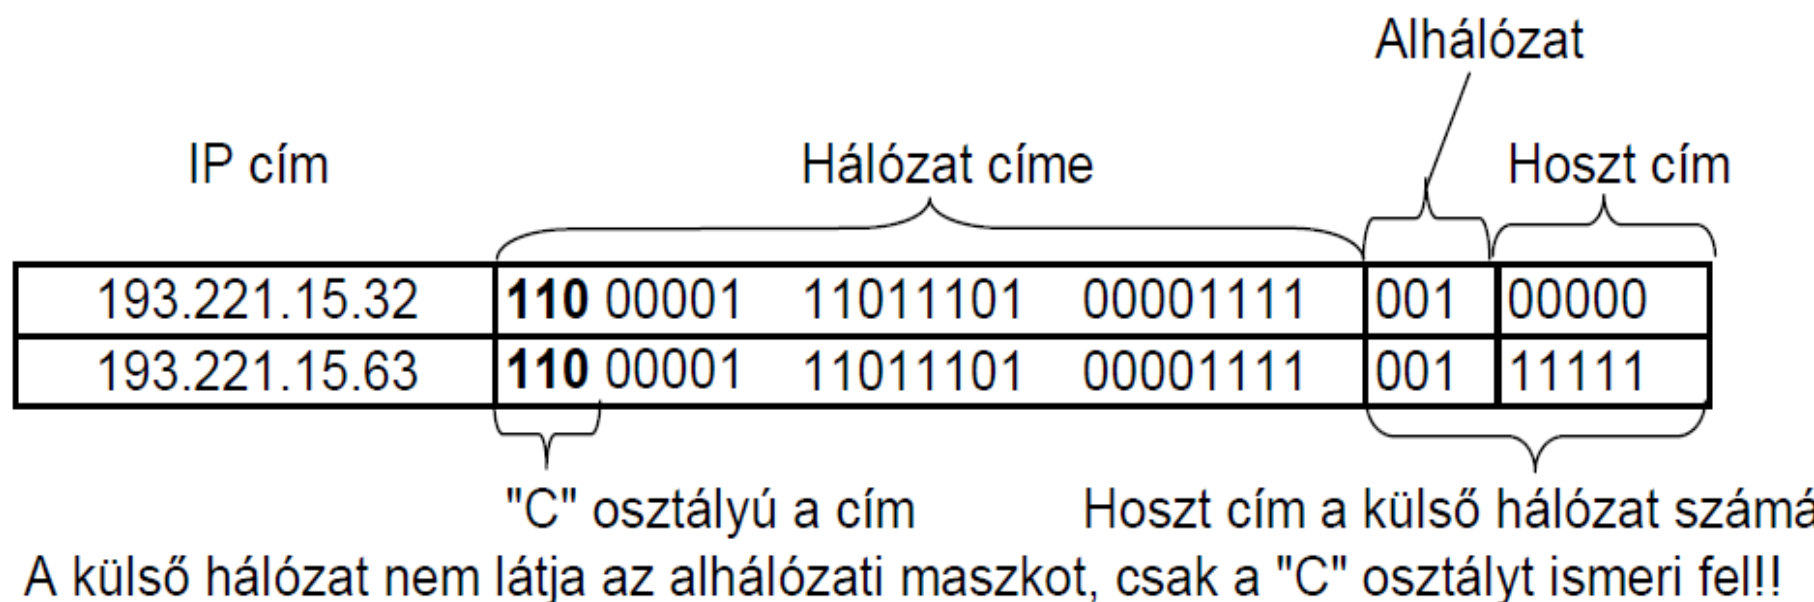 Alhálózat
IP cím Hálózat címe Hoszt cím
193.221.15.32 110 00001 11011101 00001111 001 00000
193.221.15.63 110 00001 11011101 00001111 001 11111
"C" osztályú a cím Hoszt cím a külső hálózat számá
A külső hálózat nem látja az alhálózati maszkot, csak a "C" osztályt ismeri fel!!